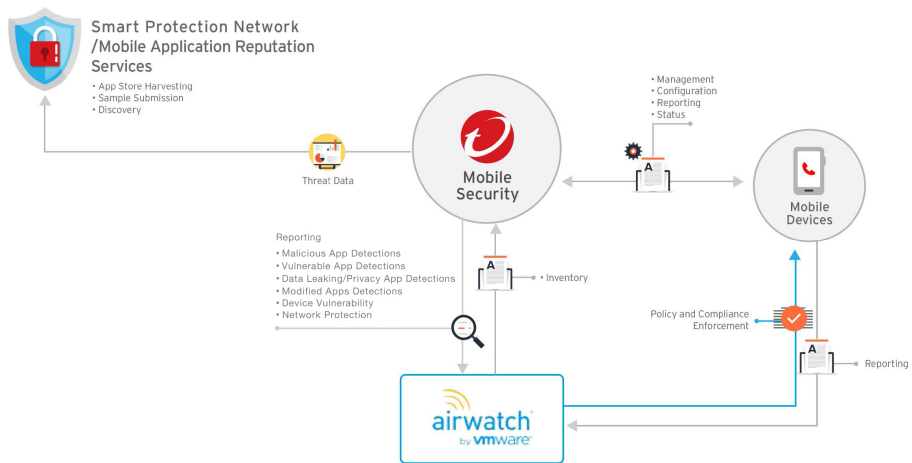 Smart Protection Network
/Mobile Application Reputation
Services
• App Store Harvesting
• Sample Submission
• Discovery
Threat Data
Mobile
Security
• Management
• Configuration
• Reporting
• Status
A
Mobile
Devices
Reporting
• Malicious App Detections
• Vulnerable App Detections
• Data Leaking/Privacy App Detections
• Modified Apps Detections
• Device Vulnerability
• Network Protection
A
• Inventory
Policy and Compliance
Enforcement
A
Reporting
airwatch
by vmware